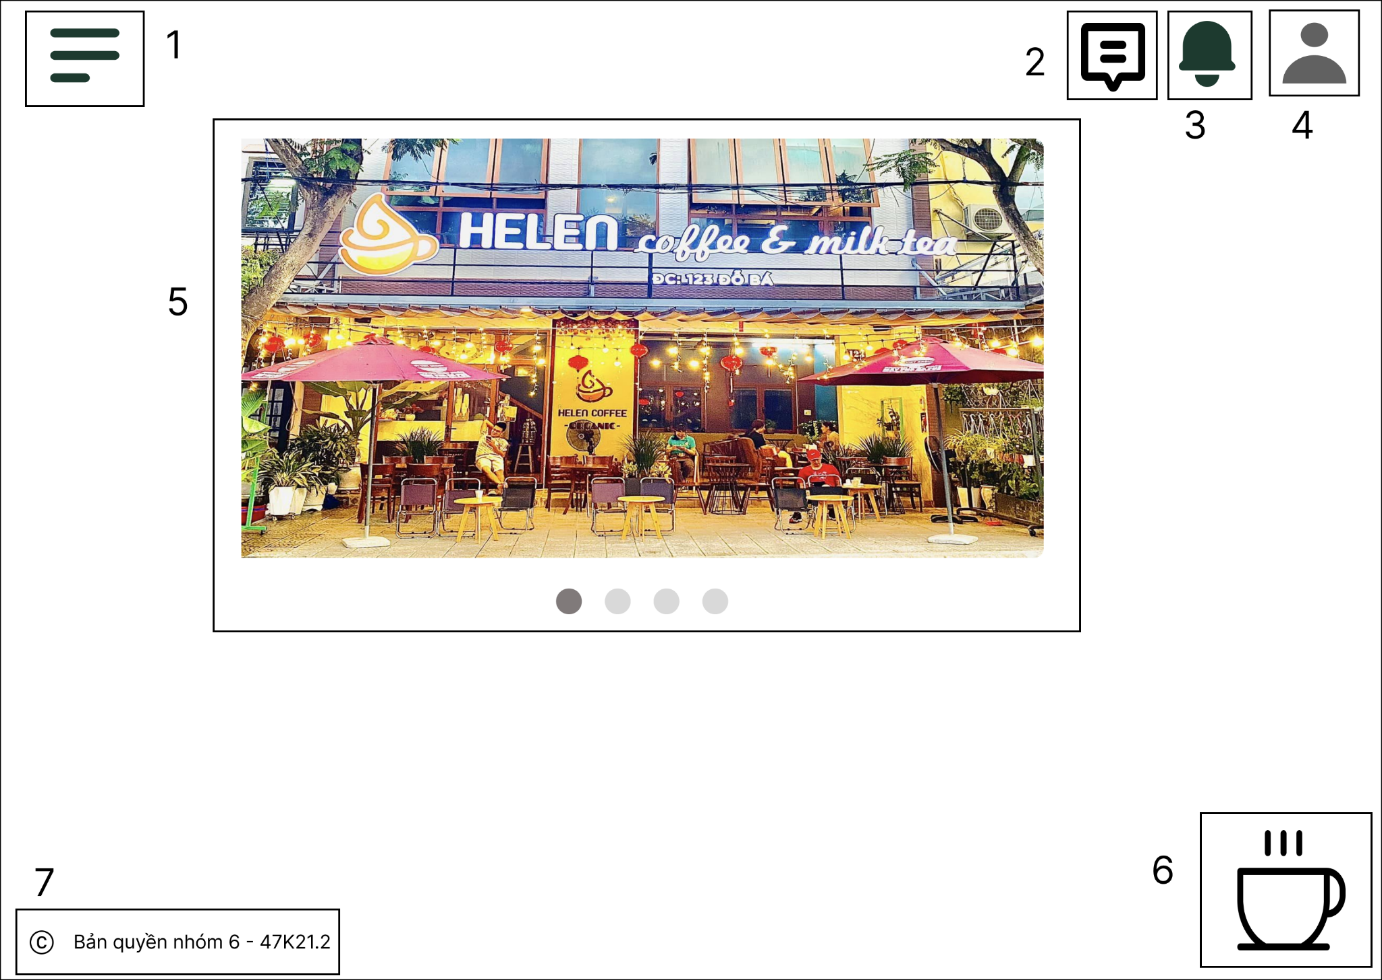 1
2
3
4
5
HELEN coffee & milk tea
ĐC: 123 ĐỖ BÁ
HELEN COFFEE
-ORGANIC-
6
7
© Bản quyền nhóm 6 - 47K21.2